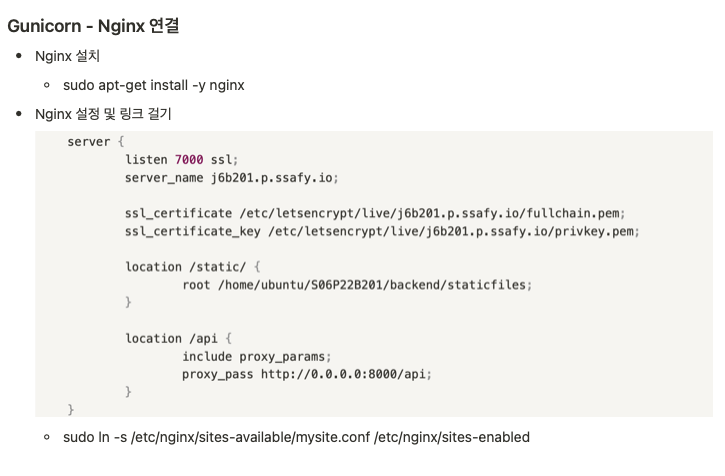 Gunicorn - Nginx 연결
Nginx 설치
sudo apt-get install -y nginx
Nginx 설정 및 링크 걸기
server {
listen 7000 ssl;
server_name j6b201.p.ssafy.io;
ssl_certificate /etc/letsencrypt/live/j6b201.p.ssafy.io/fullchain.pem;
ssl_certificate_key /etc/letsencrypt/live/j6b201.p.ssafy.io/privkey.pem;
location /static/ {
root /home/ubuntu/S06P22B201/backend/staticfiles;
}
location /api {
include proxy_params;
proxy_pass http://0.0.0.0:8000/api;
}
}
sudo ln -s /etc/nginx/sites-available/mysite.conf /etc/nginx/sites-enabled